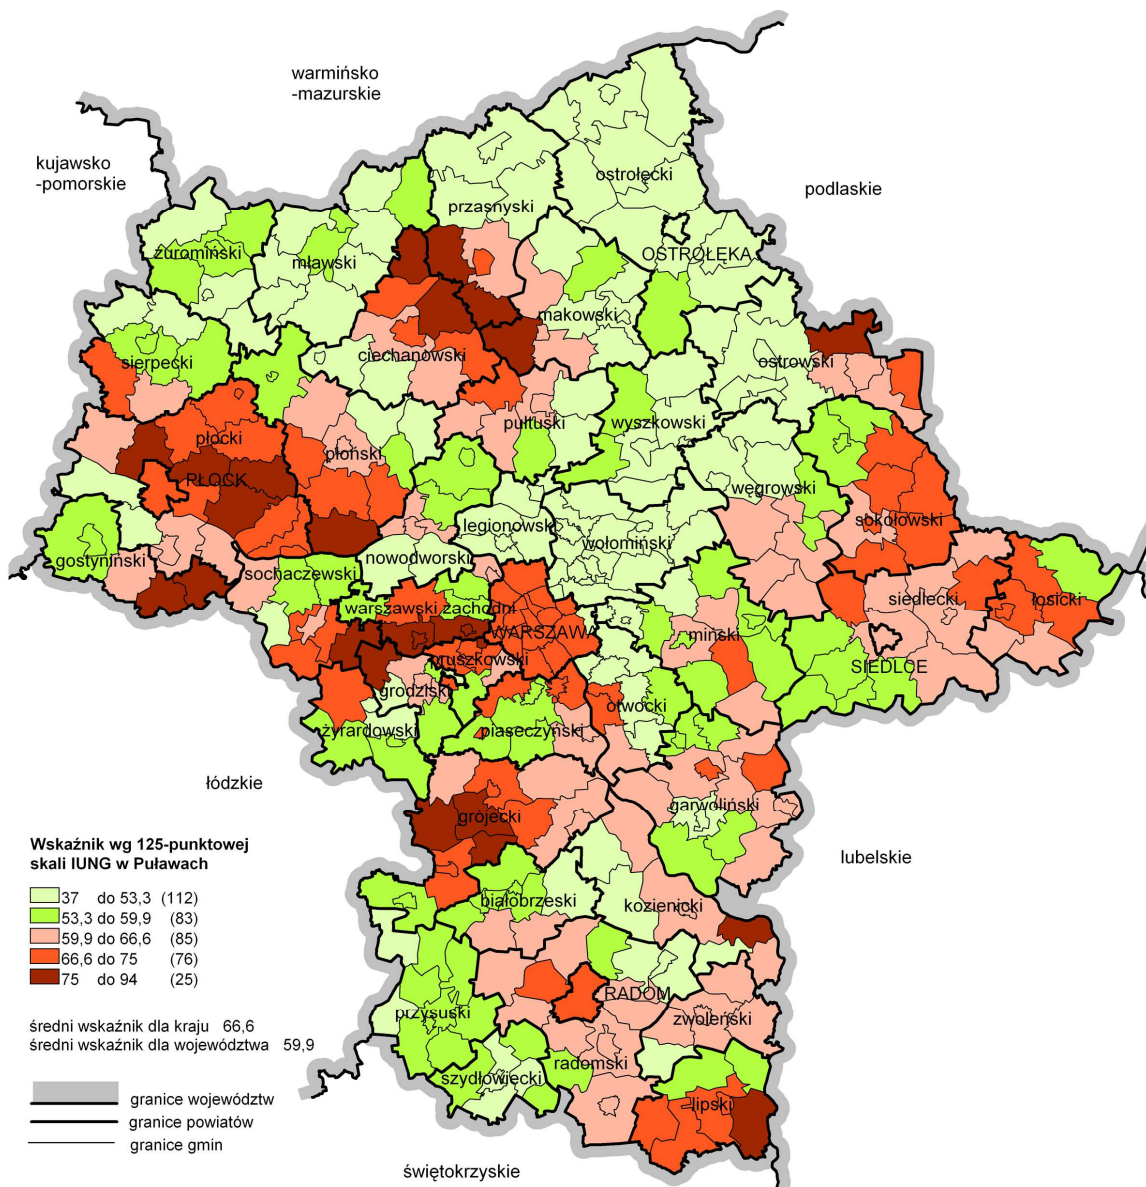 warmińsko
-mazurskie
kujawsko
-pomorskie
podlaskie
ostrołęcki
przasnyski
żuromiński
mławski
OSTROŁĘKA
makowski
ciechanowski
ostrowski
sierpecki
pułtuski
wyszkowski
płocki
płoński
PŁOCK
węgrowski
legionowski
sokołowski
wołomiński
gostyniński
nowodworski
sochaczewski
siedlecki
łosicki
warszawski zachodni
WARSZAWA
miński
pruszkowski
SIEDLCE
grodziski
otwocki
żyrardowski
piaseczyński
łódzkie
garwoliński
grójecki
lubelskie
Wskaźnik wg 125-punktowej
skali IUNG w Puławach
37 do 53,3 (112)
53,3 do 59,9 (83)
59,9 do 66,6 (85)
66,6 do 75 (76)
75 do 94 (25)
białobrzeski
kozienicki
RADOM
przysuski
zwoleński
średni wskaźnik dla kraju 66,6
średni wskaźnik dla województwa 59,9
radomski
szydłowiecki
lipski
granice województw
granice powiatów
granice gmin
świętokrzyskie